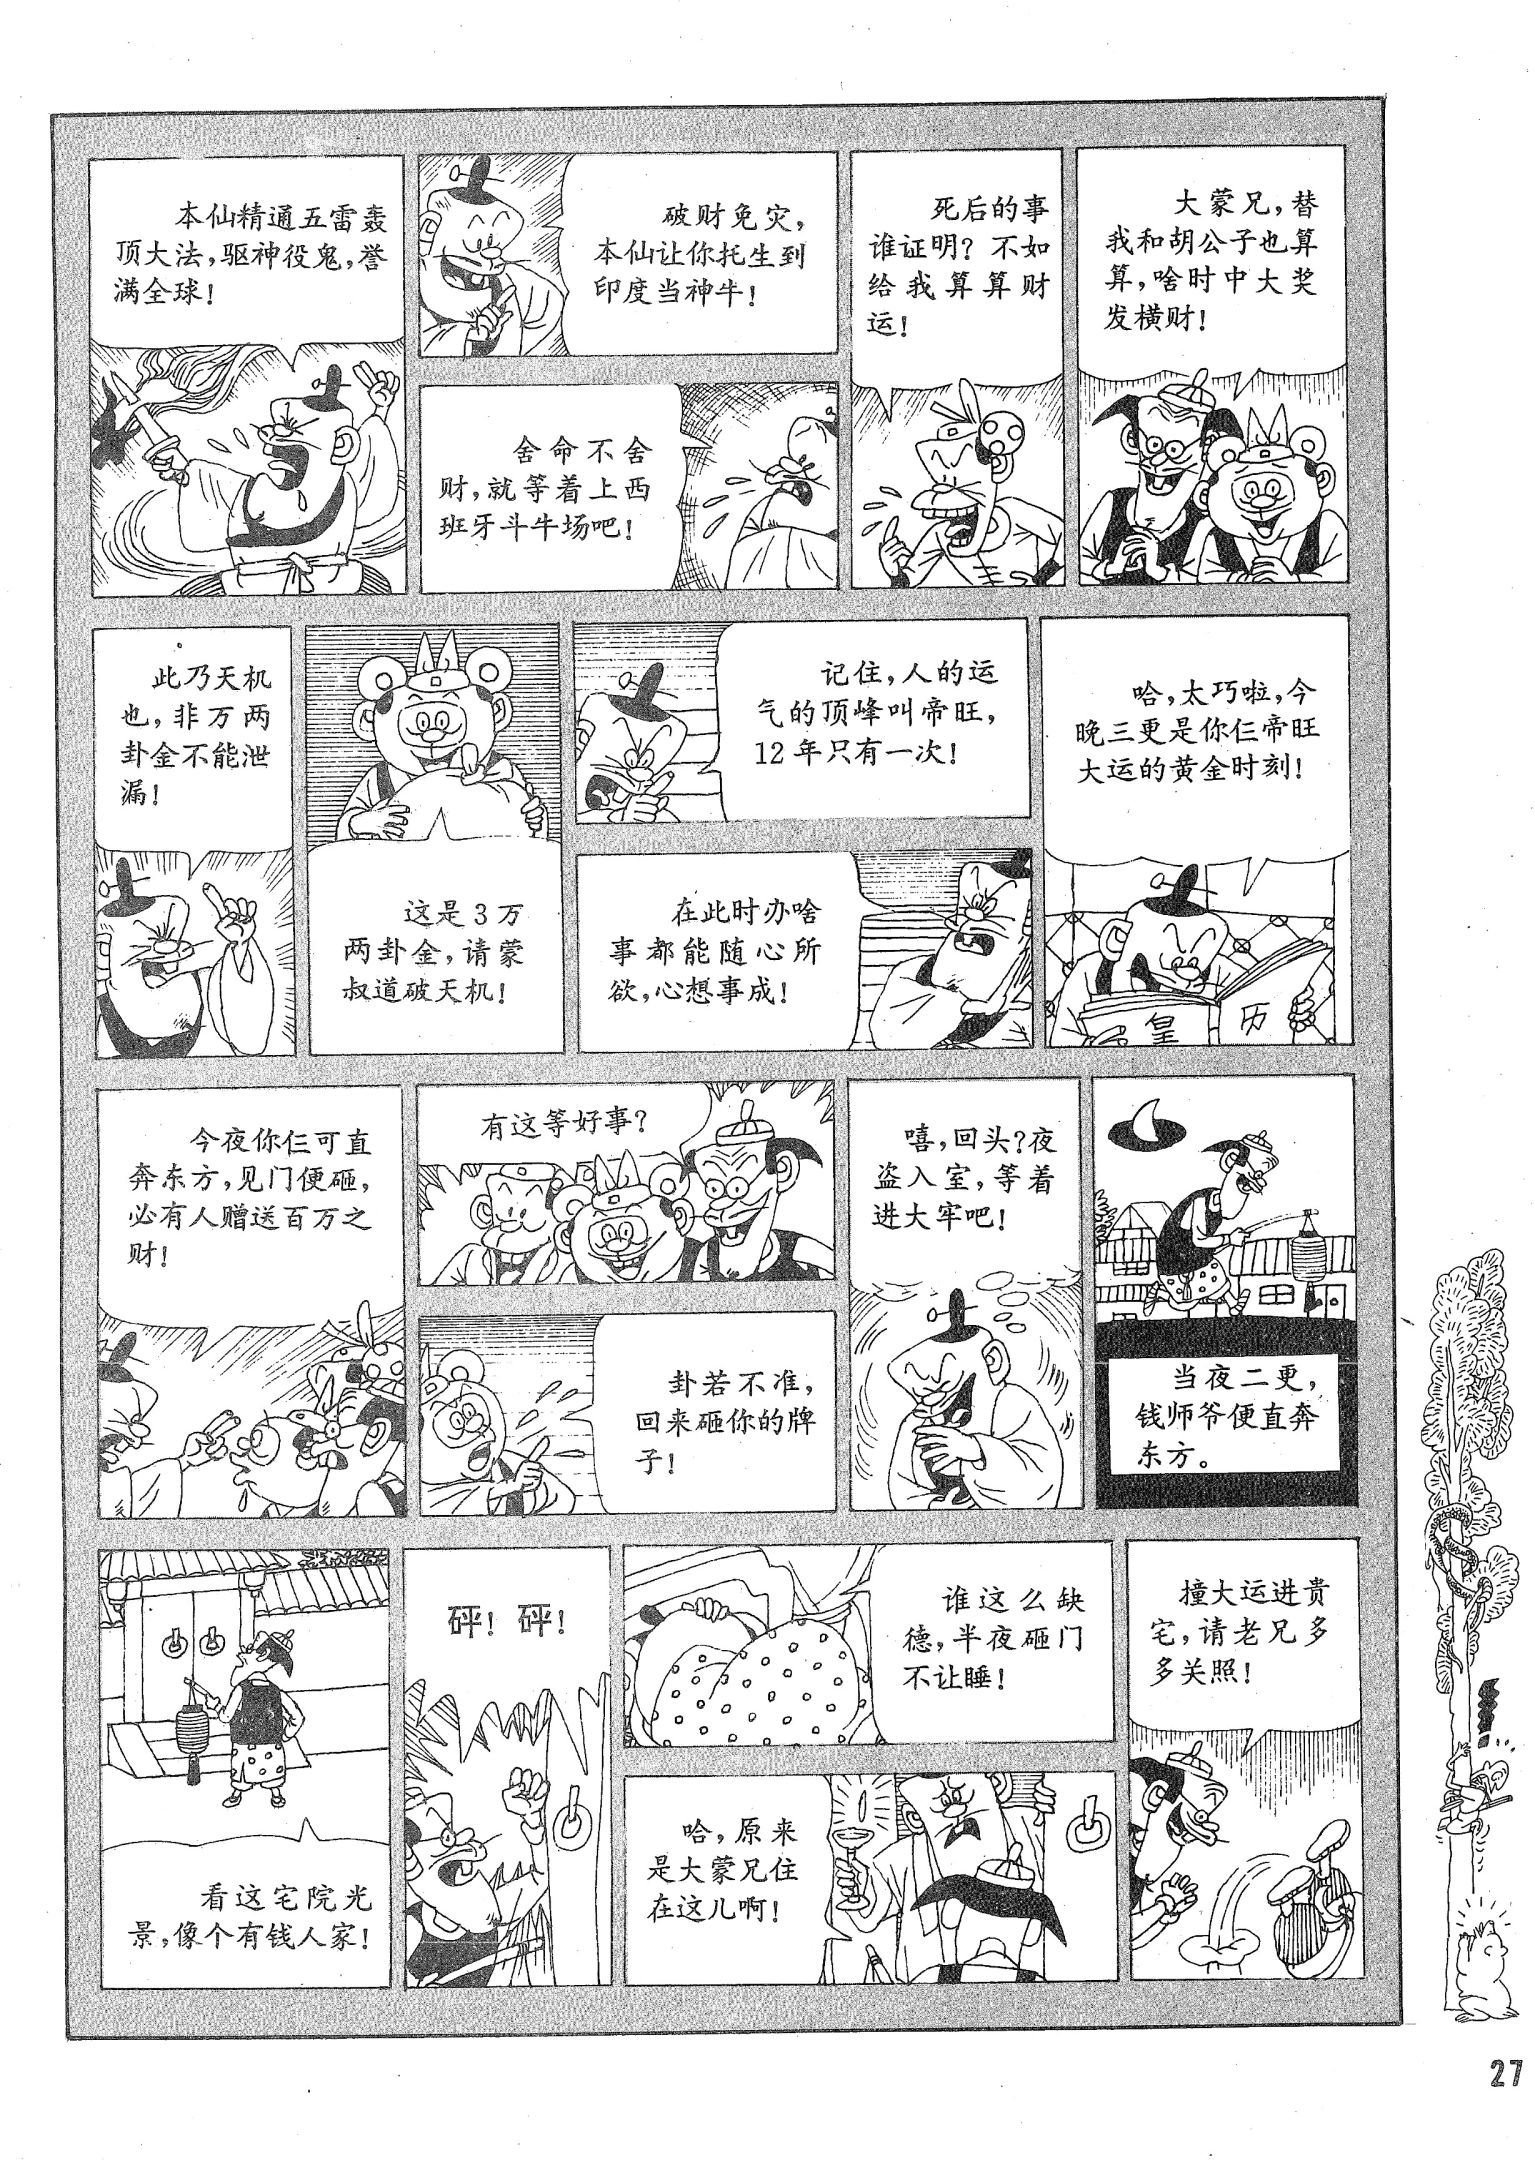 本仙精通五雷轰
顶大法，驱神役鬼，誉
满全球！
破财免灾，
本仙让你托生到
印度当神牛！
舍命不舍
财，就等着上西
班牙斗牛场吧！
死后的事
谁证明？不如
给我算算财
运！
大蒙兄，替
我和胡公子也算
算，啥时中大奖
发横财！
此乃天机
也，非万两
卦金不能泄
漏！
这是3万
两卦金，请蒙
叔道破天机！
记住，人的运
气的顶峰叫帝旺，
12年只有一次！
在此时办啥
事都能随心所
欲，心想事成！
哈，太巧啦，今
晚三更是你仨帝旺
大运的黄金时刻！
皇 历
今夜你仨可直
奔东方，见门便砸，
必有人赠送百万之
财！
有这等好事？
卦若不准，
回来砸你的牌
子！
嘻，回头？夜
盗入室，等着
进大牢吧！
当夜二更，
钱师爷便直奔
东方。
看这宅院光
景，像个有钱人家！
砰！砰！
谁这么缺
德，半夜砸门
不让睡！
哈，原来
是大蒙兄住
在这儿啊！
撞大运进贵
宅，请老兄多
多关照！
27